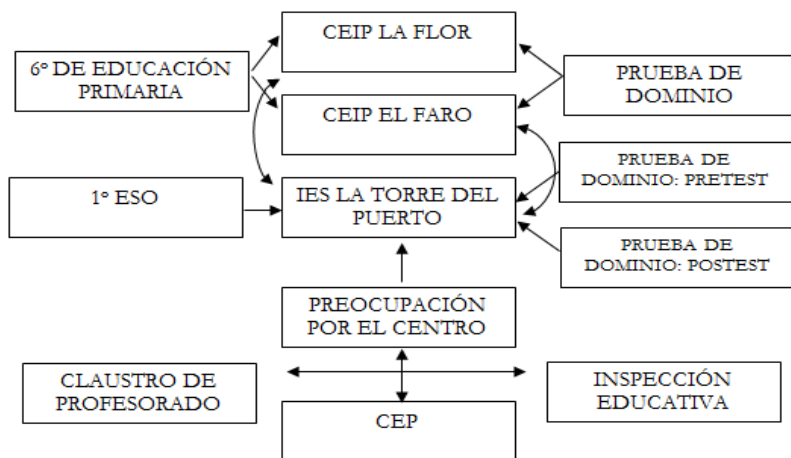 CEIP LA FLOR
6º DE EDUCACIÓN
PRIMARIA
PRUEBA DE
DOMINIO
CEIP EL FARO
PRUEBA DE
DOMINIO: PRETEST
1º ESO
IES LA TORRE DEL
PUERTO
PRUEBA DE
DOMINIO: POSTEST
PREOCUPACIÓN
POR EL CENTRO
CLAUSTRO DE
PROFESORADO
INSPECCIÓN
EDUCATIVA
CEP